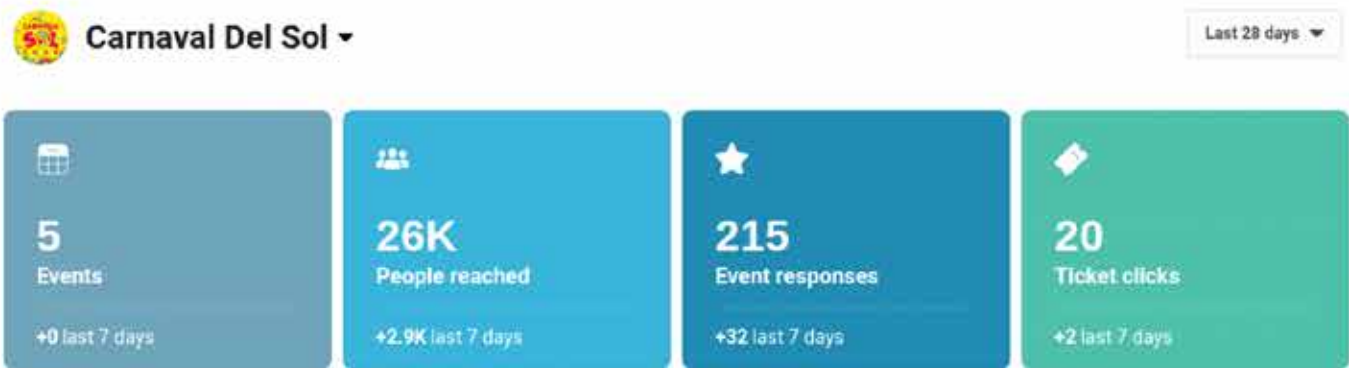 Carnaval Del Sol
Last 28 days
5
Events
+0 last 7 days
26K
People reached
+2.9K last 7 days
215
Event responses
+32 last 7 days
20
Ticket clicks
+2 last 7 days